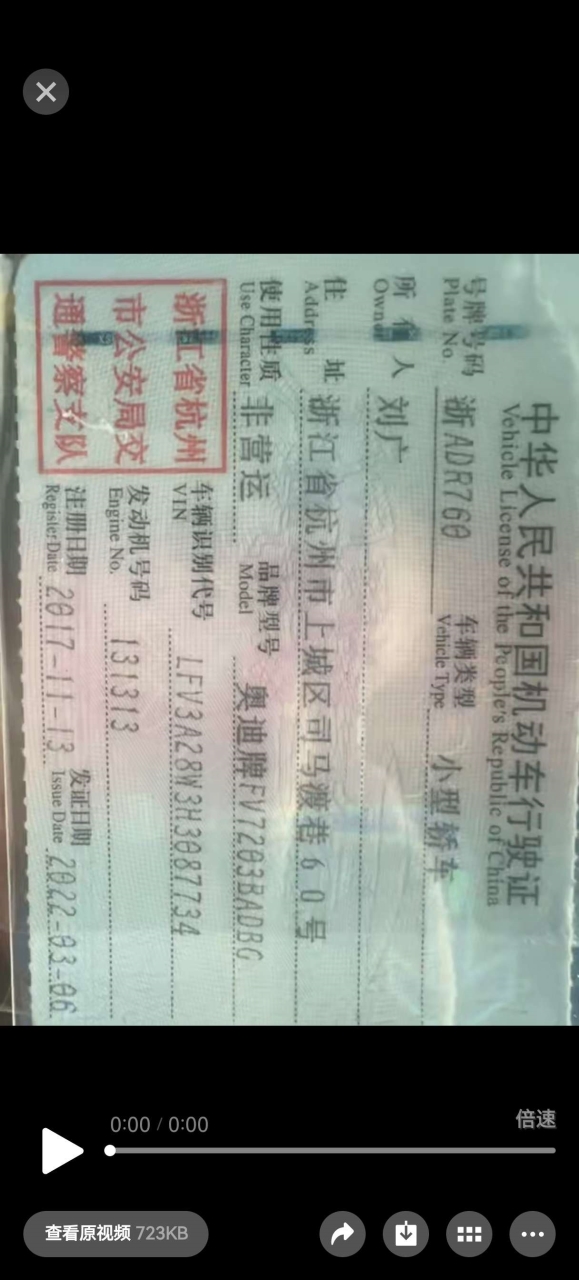 中华人民共和国机动车行驶证
Vehicle License of the People's Republic of China
号牌号码 浙ADR760 车辆类型 小型轿车
Plate No. Vehicle Type
所有人 刘广
Owner
住址 浙江省杭州市上城区司马渡巷60号
Address
使用性质 非营运 品牌型号 奥迪牌FV7203BADBG
Use Character Model
浙江省杭州
市公安局交
通警察支队
车辆识别代号 LFV3A28W3H3087734
VIN
发动机号码 131313
Engine No.
注册日期 2017-11-13 发证日期 2022-03-06
Register Date Issue Date
0:00 / 0:00
倍速
查看原视频 723KB